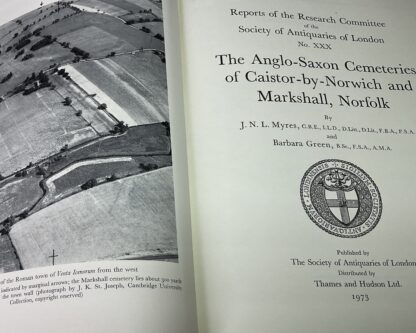 of the Roman town of Venta Icenorum from the west
indicated by marginal arrows; the Markshall cemetery lies about 300 yards
the town wall (photograph by J. K. St. Joseph, Cambridge University
Collection, copyright reserved)
Reports of the Research Committee
of the
Society of Antiquaries of London
No. XXX
The Anglo-Saxon Cemeteries
of Caistor-by-Norwich and
Markshall, Norfolk
By
J. N. L. Myres, C.B.E., LL.D., D.Litt., D.Lit., F.B.A., F.S.A.
and
Barbara Green, B.Sc., F.S.A., A.M.A.
Published by
The Society of Antiquaries of London
Distributed by
Thames and Hudson Ltd.
1973